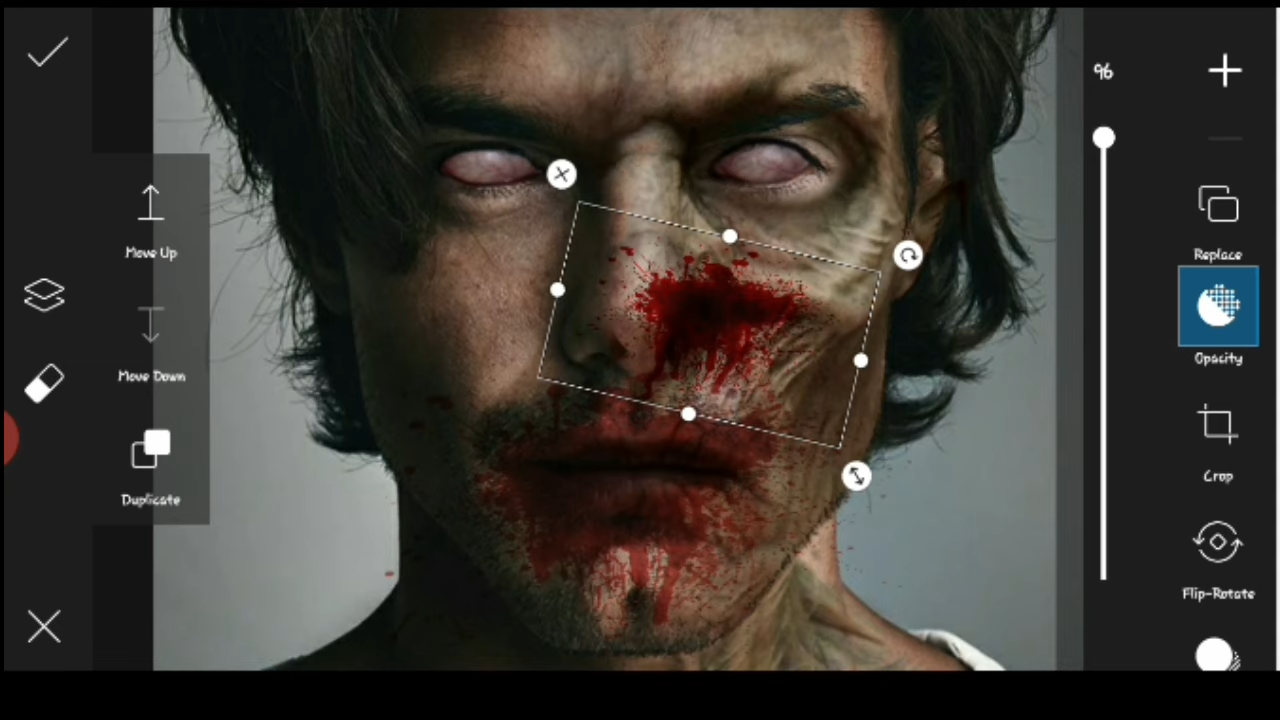 Move Up
Move Down
Duplicate
96
Replace
Opacity
Crop
Flip-Rotate